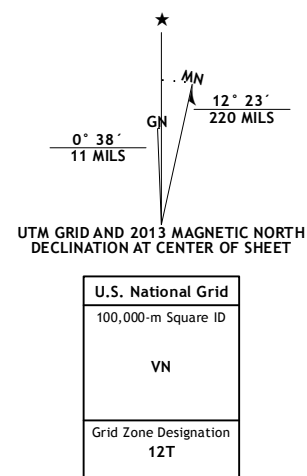 ★
MN
GN
12° 23´
220 MILS
0° 38´
11 MILS
UTM GRID AND 2013 MAGNETIC NORTH
DECLINATION AT CENTER OF SHEET
U.S. National Grid
100,000-m Square ID
VN
Grid Zone Designation
12T